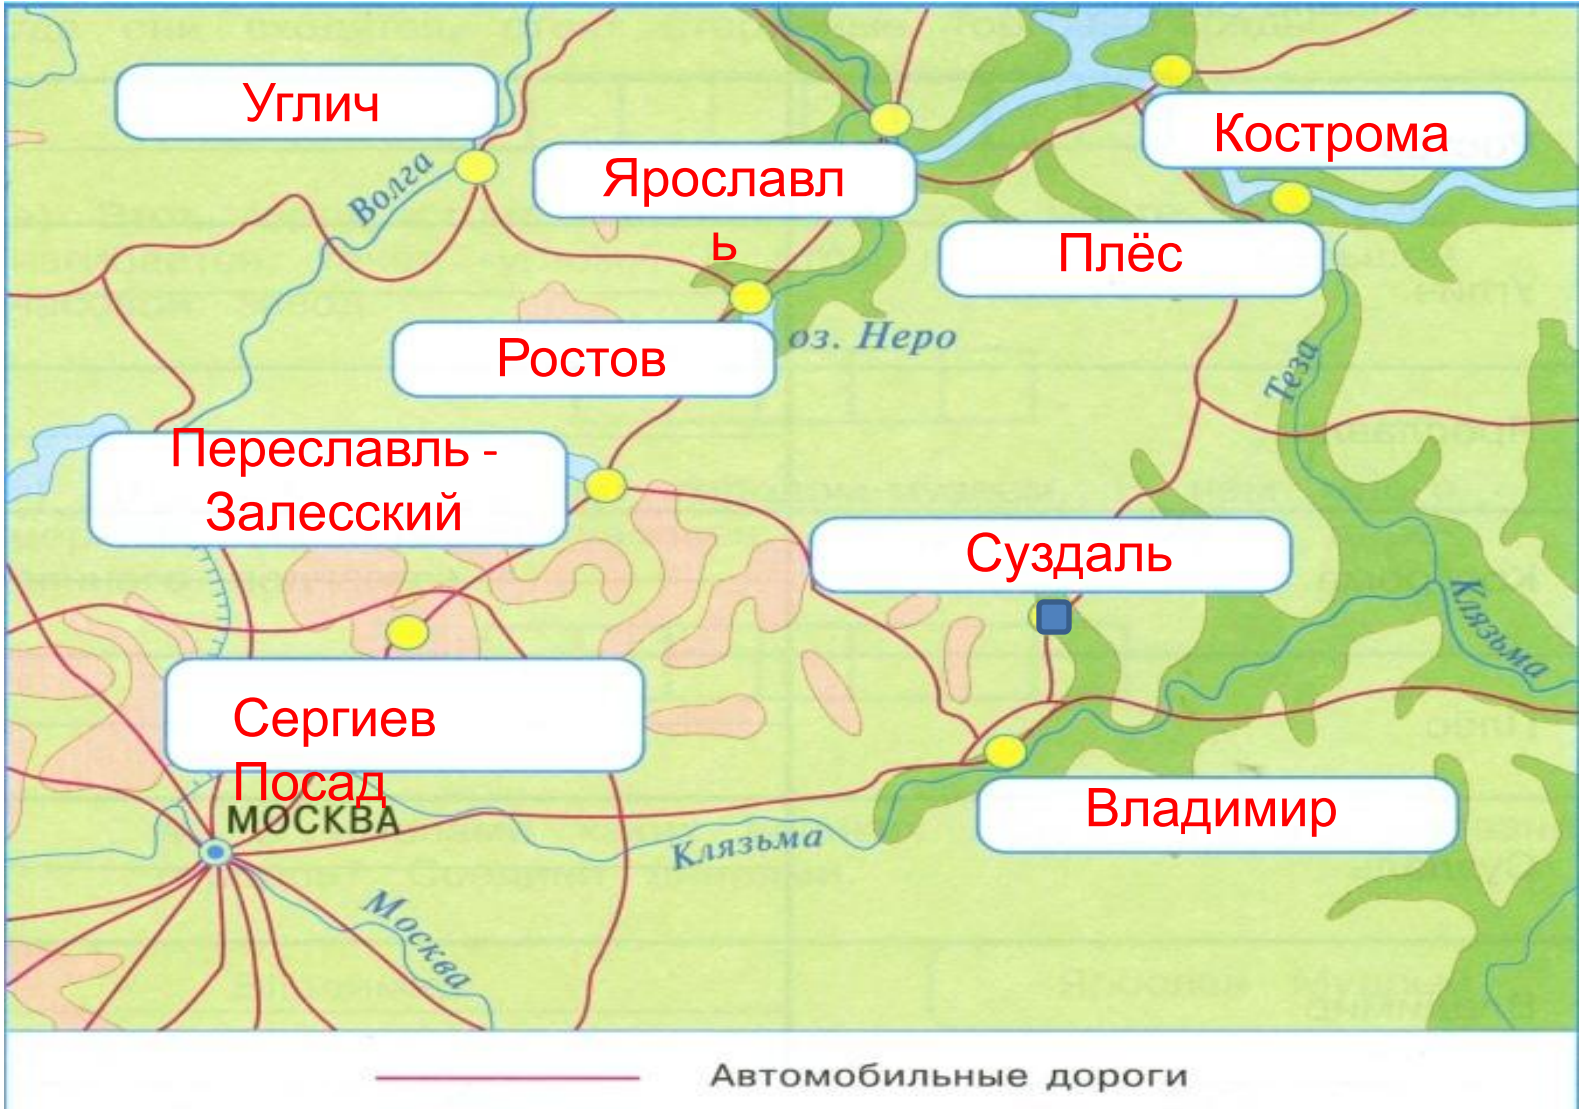 Углич
Кострома
Ярославл
ь
Волга
Плёс
Ростов
оз. Неро
Теза
Переславль -
Залесский
Суздаль
Клязьма
Сергиев
Посад
МОСКВА
Владимир
Клязьма
Москва
Автомобильные дороги